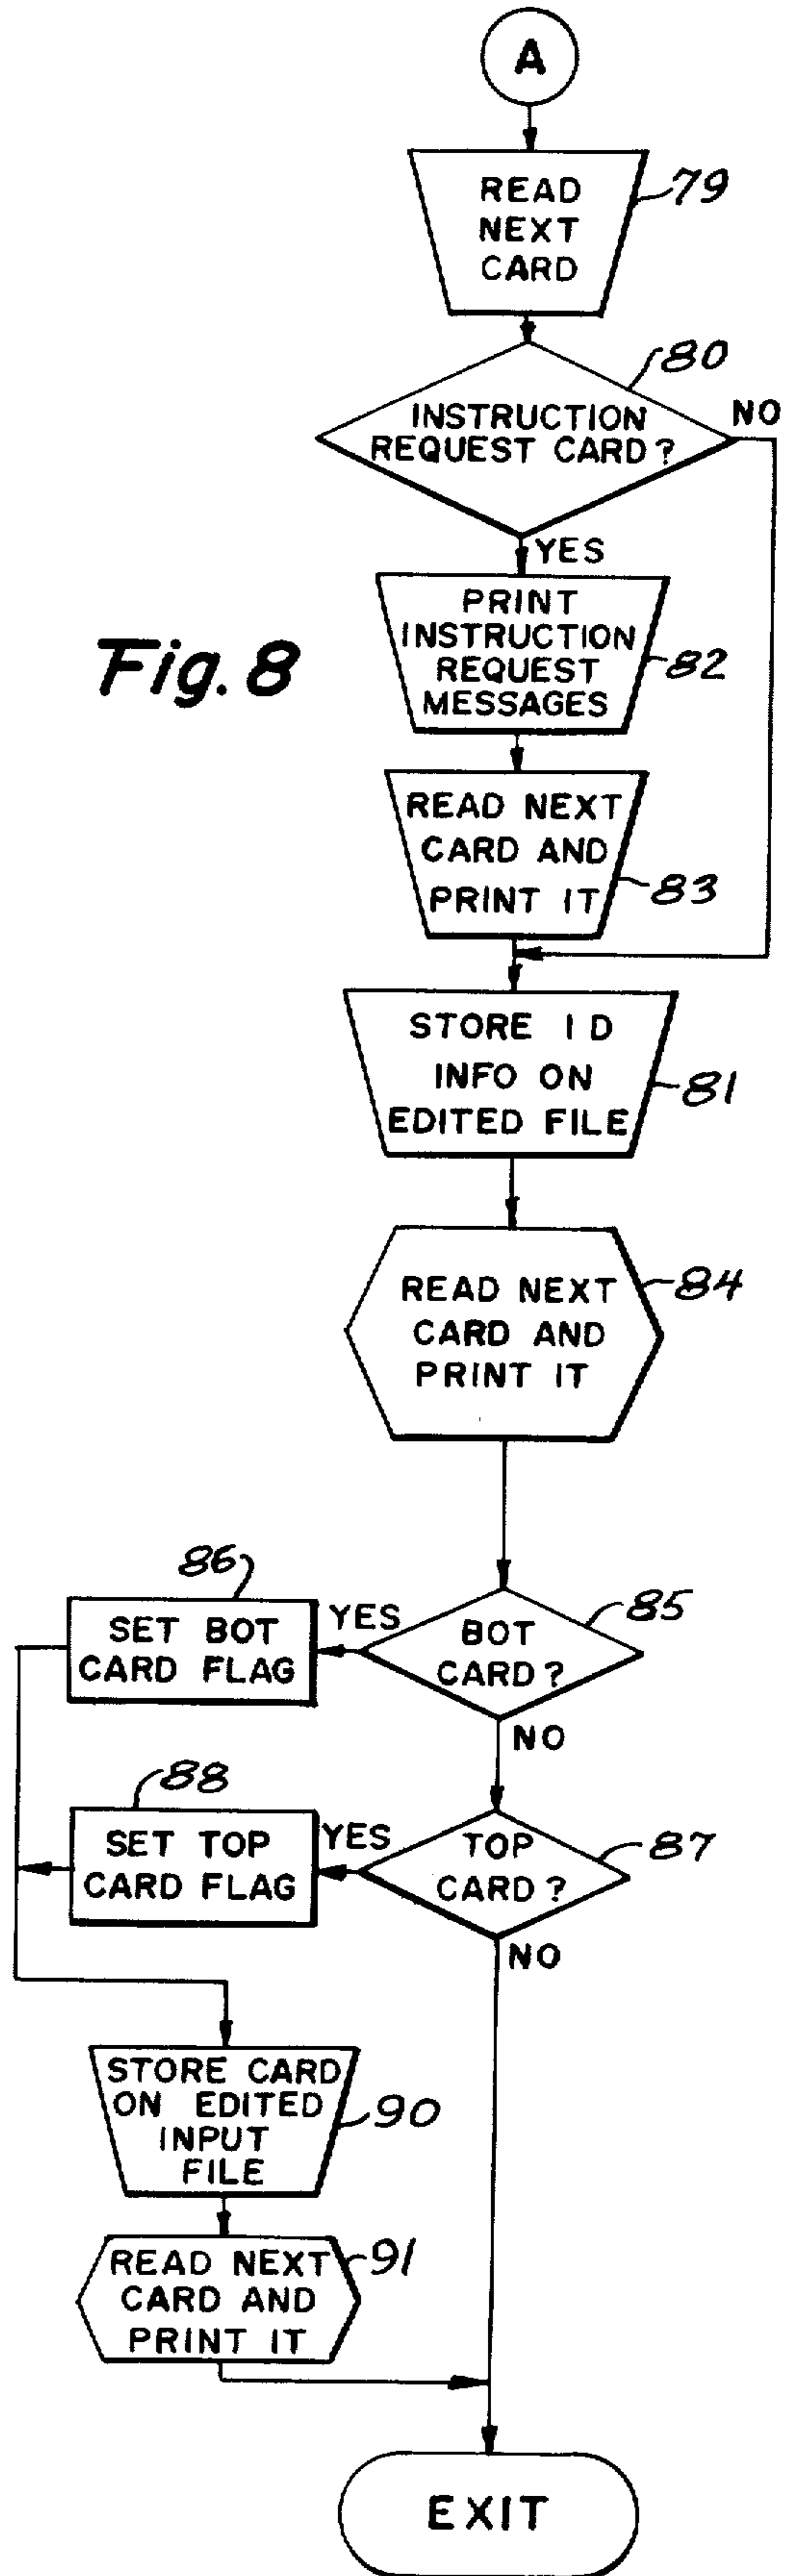 A
READ
NEXT
CARD
79
80
INSTRUCTION
REQUEST CARD?
NO
YES
PRINT
INSTRUCTION
REQUEST
MESSAGES
82
Fig. 8
READ NEXT
CARD AND
PRINT IT
83
STORE ID
INFO ON
EDITED FILE
81
READ NEXT
CARD AND
PRINT IT
84
BOT
CARD?
85
YES
86
SET BOT
CARD FLAG
NO
TOP
CARD?
87
YES
88
SET TOP
CARD FLAG
NO
STORE CARD
ON EDITED
INPUT
FILE
90
READ NEXT
CARD AND
PRINT IT
91
EXIT